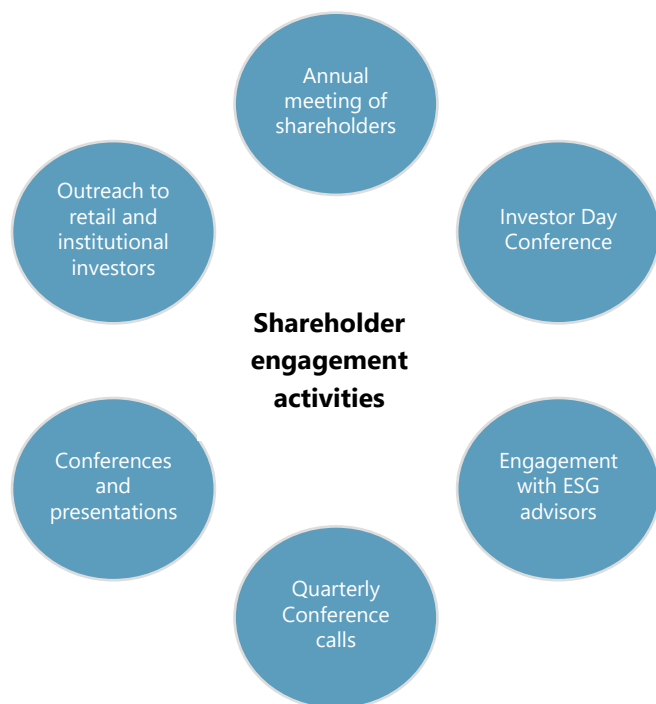 Annual
meeting of
shareholders
Outreach to
retail and
institutional
investors
Investor Day
Conference
Shareholder
engagement
activities
Conferences
and
presentations
Engagement
with ESG
advisors
Quarterly
Conference
calls